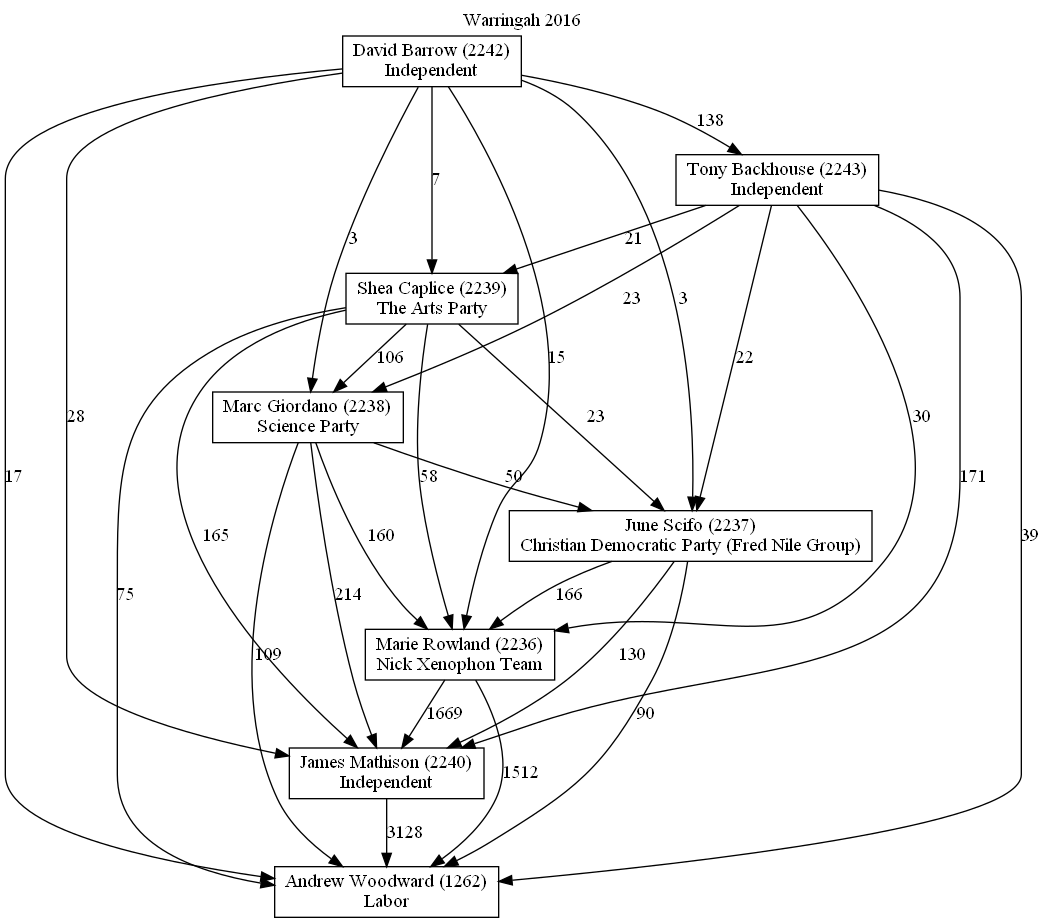 Warringah 2016
David Barrow (2242)
Independent
138
Tony Backhouse (2243)
Independent
7
3
21
Shea Caplice (2239)
The Arts Party
23
3
106
15
22
Marc Giordano (2238)
Science Party
28
23
30
17
58
50
171
June Scifo (2237)
Christian Democratic Party (Fred Nile Group)
165
160
39
75
214
166
Marie Rowland (2236)
Nick Xenophon Team
109
130
1669
90
James Mathison (2240)
Independent
1512
3128
Andrew Woodward (1262)
Labor